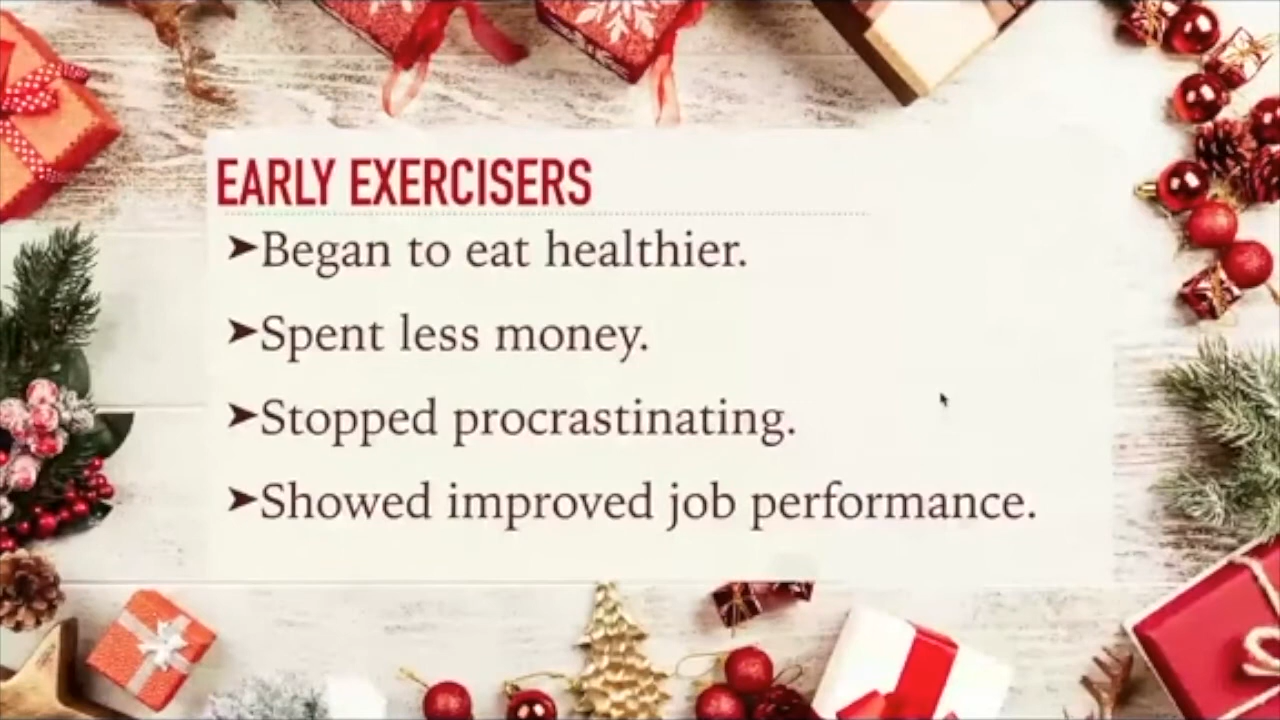 EARLY EXERCISERS
➤Began to eat healthier.
➤Spent less money.
➤Stopped procrastinating.
➤Showed improved job performance.